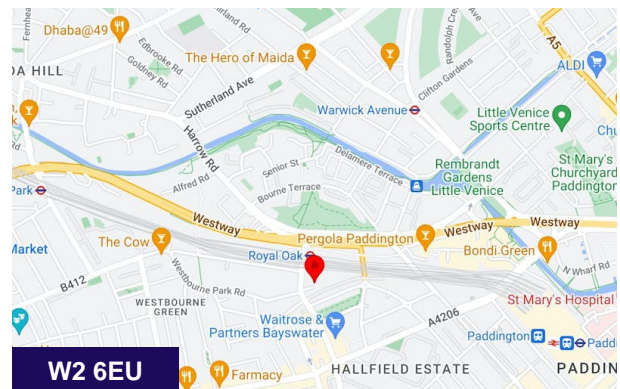 Fernhead
Dhaba@49
Sutherland Rd
Edbrooke Rd
Goldney Rd
The Hero of Maida
Randolph Cres
A5
ALDI
DA HILL
Sutherland Ave
Clifton Gardens
Warwick Avenue
Little Venice
Sports Centre
Harrow Rd
Delamere Terrace
Senior St
Rembrandt
Gardens
Little Venice
St Mary's
Churchyard
Paddington
Alfred Rd
Bourne Terrace
Park
Westway
Westway
Westway
Market
The Cow
Pergola Paddington
Bondi Green
Royal Oak
N Wharf Rd
B412
Westbourne Park Rd
WESTBOURNE
GREEN
St Mary's Hospital
A4206
Waitrose &
Partners Bayswater
Paddington
Farmacy
HALLFIELD ESTATE
PADDIN
W2 6EU